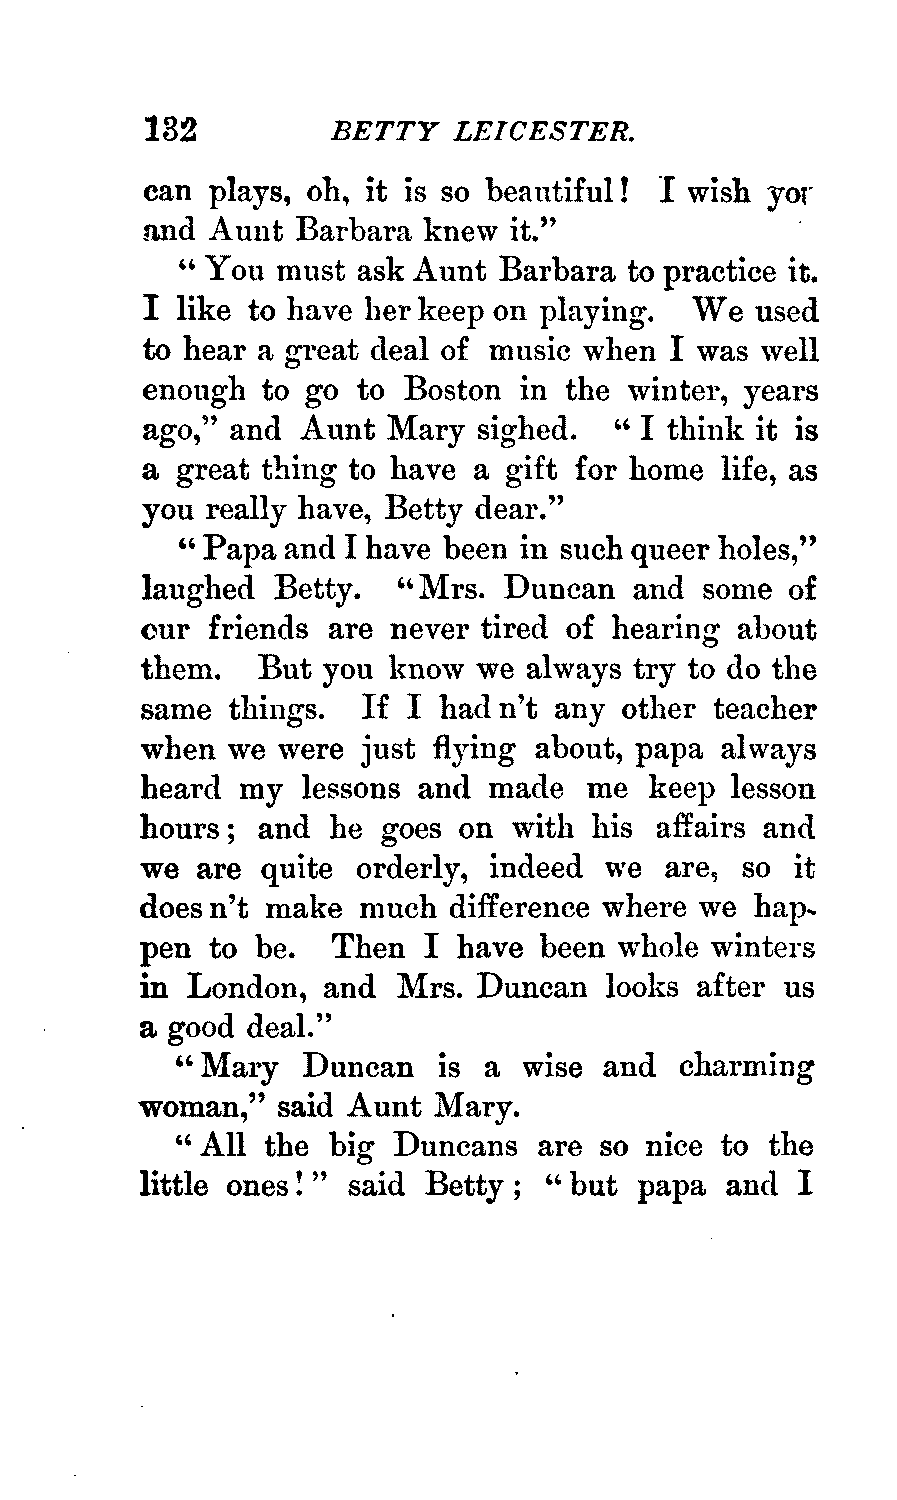 132 BETTY LEICESTER.
can plays, oh, it is so beautiful! I wish yor
and Aunt Barbara knew it."
"You must ask Aunt Barbara to practice it.
I like to have her keep on playing. We used
to hear a great deal of music when I was well
enough to go to Boston in the winter, years
ago," and Aunt Mary sighed. "I think it is
a great thing to have a gift for home life, as
you really have, Betty dear."
"Papa and I have been in such queer holes,"
laughed Betty. "Mrs. Duncan and some of
our friends are never tired of hearing about
them. But you know we always try to do the
same things. If I had n't any other teacher
when we were just flying about, papa always
heard my lessons and made me keep lesson
hours; and he goes on with his affairs and
we are quite orderly, indeed we are, so it
does n't make much difference where we hap-
pen to be. Then I have been whole winters
in London, and Mrs. Duncan looks after us
a good deal."
"Mary Duncan is a wise and charming
woman," said Aunt Mary.
"All the big Duncans are so nice to the
little ones!" said Betty; "but papa and I